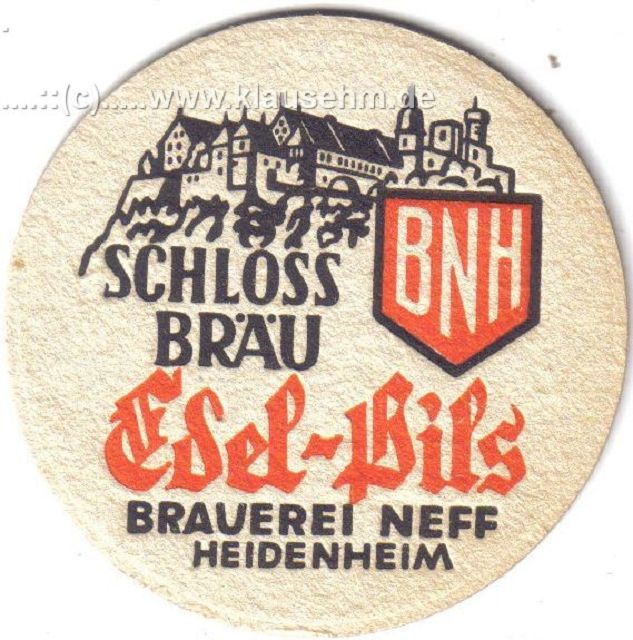 .....::(c).....www.klausehm.de
SCHLOSS
BRÄU
BNH
Edel-Pils
BRAUEREI NEFF
HEIDENHEIM